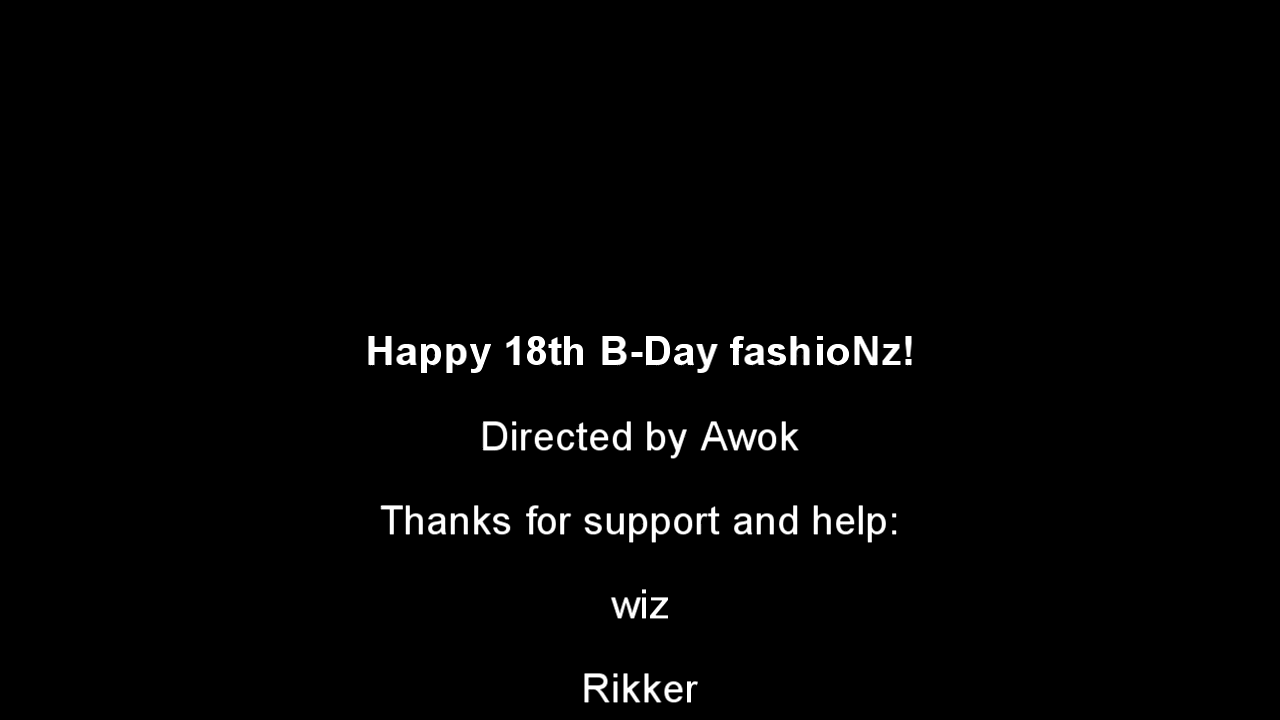 Happy 18th B-Day fashioNz!
Directed by Awok
Thanks for support and help:
wiz
Rikker